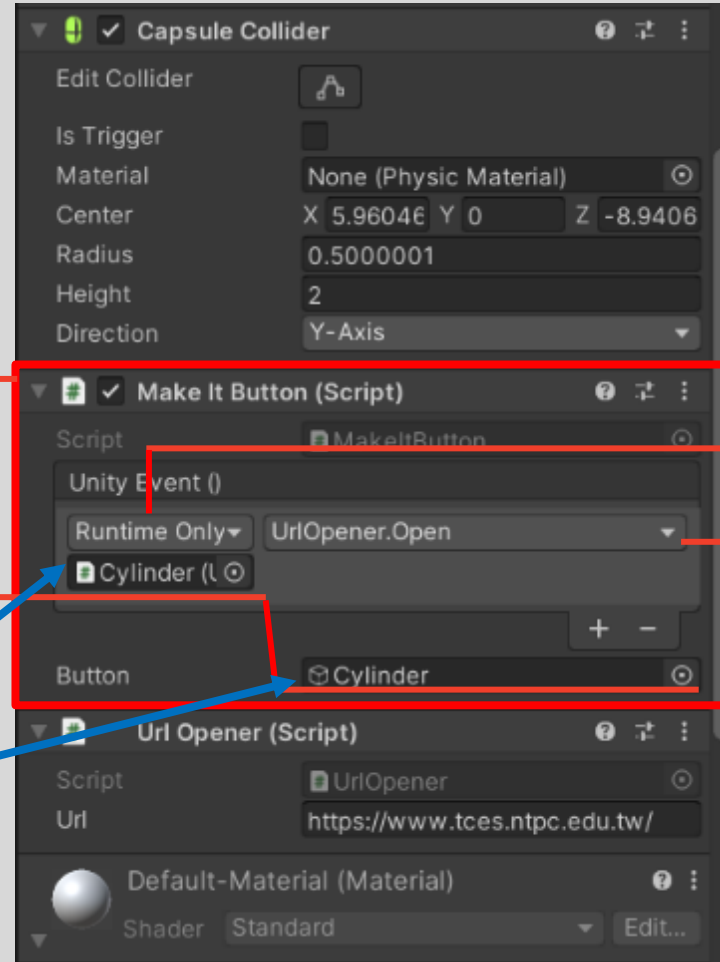 Capsule Collider
Edit Collider
Is Trigger
Material None (Physic Material)
Center X 5.96046 Y 0 Z -8.9406
Radius 0.5000001
Height 2
Direction Y-Axis
Make It Button (Script)
Script MakeItButton
Unity Event ()
Runtime Only UrlOpener.Open
Cylinder (U
+ −
Button Cylinder
Url Opener (Script)
Script UrlOpener
Url https://www.tces.ntpc.edu.tw/
Default-Material (Material)
Shader Standard Edit...